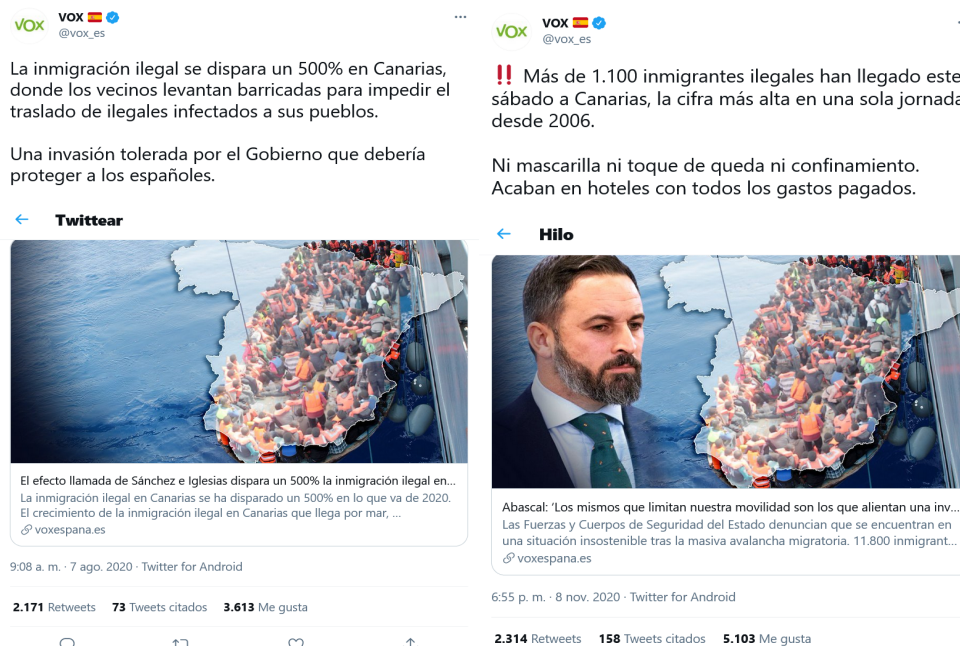 VOX
VOX
@vox_es
La inmigración ilegal se dispara un 500% en Canarias,
donde los vecinos levantan barricadas para impedir el
traslado de ilegales infectados a sus pueblos.
Una invasión tolerada por el Gobierno que debería
proteger a los españoles.
← Twittear
El efecto llamada de Sánchez e Iglesias dispara un 500% la inmigración ilegal en...
La inmigración ilegal en Canarias se ha disparado un 500% en lo que va de 2020.
El crecimiento de la inmigración ilegal en Canarias que llega por mar, ...
voxespana.es
9:08 a. m. · 7 ago. 2020 · Twitter for Android
2.171 Retweets 73 Tweets citados 3.613 Me gusta
VOX
VOX
@vox_es
‼ Más de 1.100 inmigrantes ilegales han llegado este
sábado a Canarias, la cifra más alta en una sola jornada
desde 2006.
Ni mascarilla ni toque de queda ni confinamiento.
Acaban en hoteles con todos los gastos pagados.
← Hilo
Abascal: ‘Los mismos que limitan nuestra movilidad son los que alientan una inv...
Las Fuerzas y Cuerpos de Seguridad del Estado denuncian que se encuentran en
una situación insostenible tras la masiva avalancha migratoria. 11.800 inmigrant...
voxespana.es
6:55 p. m. · 8 nov. 2020 · Twitter for Android
2.314 Retweets 158 Tweets citados 5.103 Me gusta